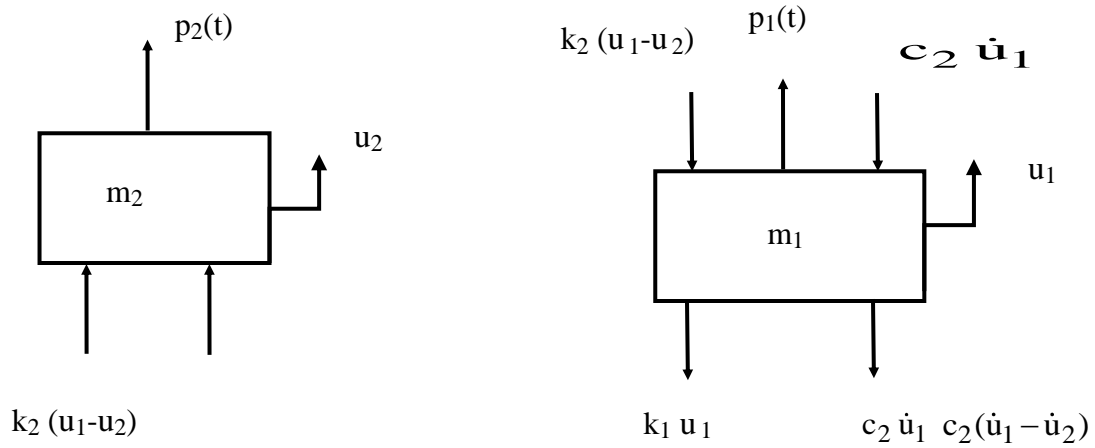 p₂(t)
u₂
m₂
k₂ (u₁-u₂)
k₂ (u₁-u₂)
p₁(t)
c₂ u̇₁
u₁
m₁
k₁ u₁
c₂ u̇₁ c₂(u̇₁−u̇₂)